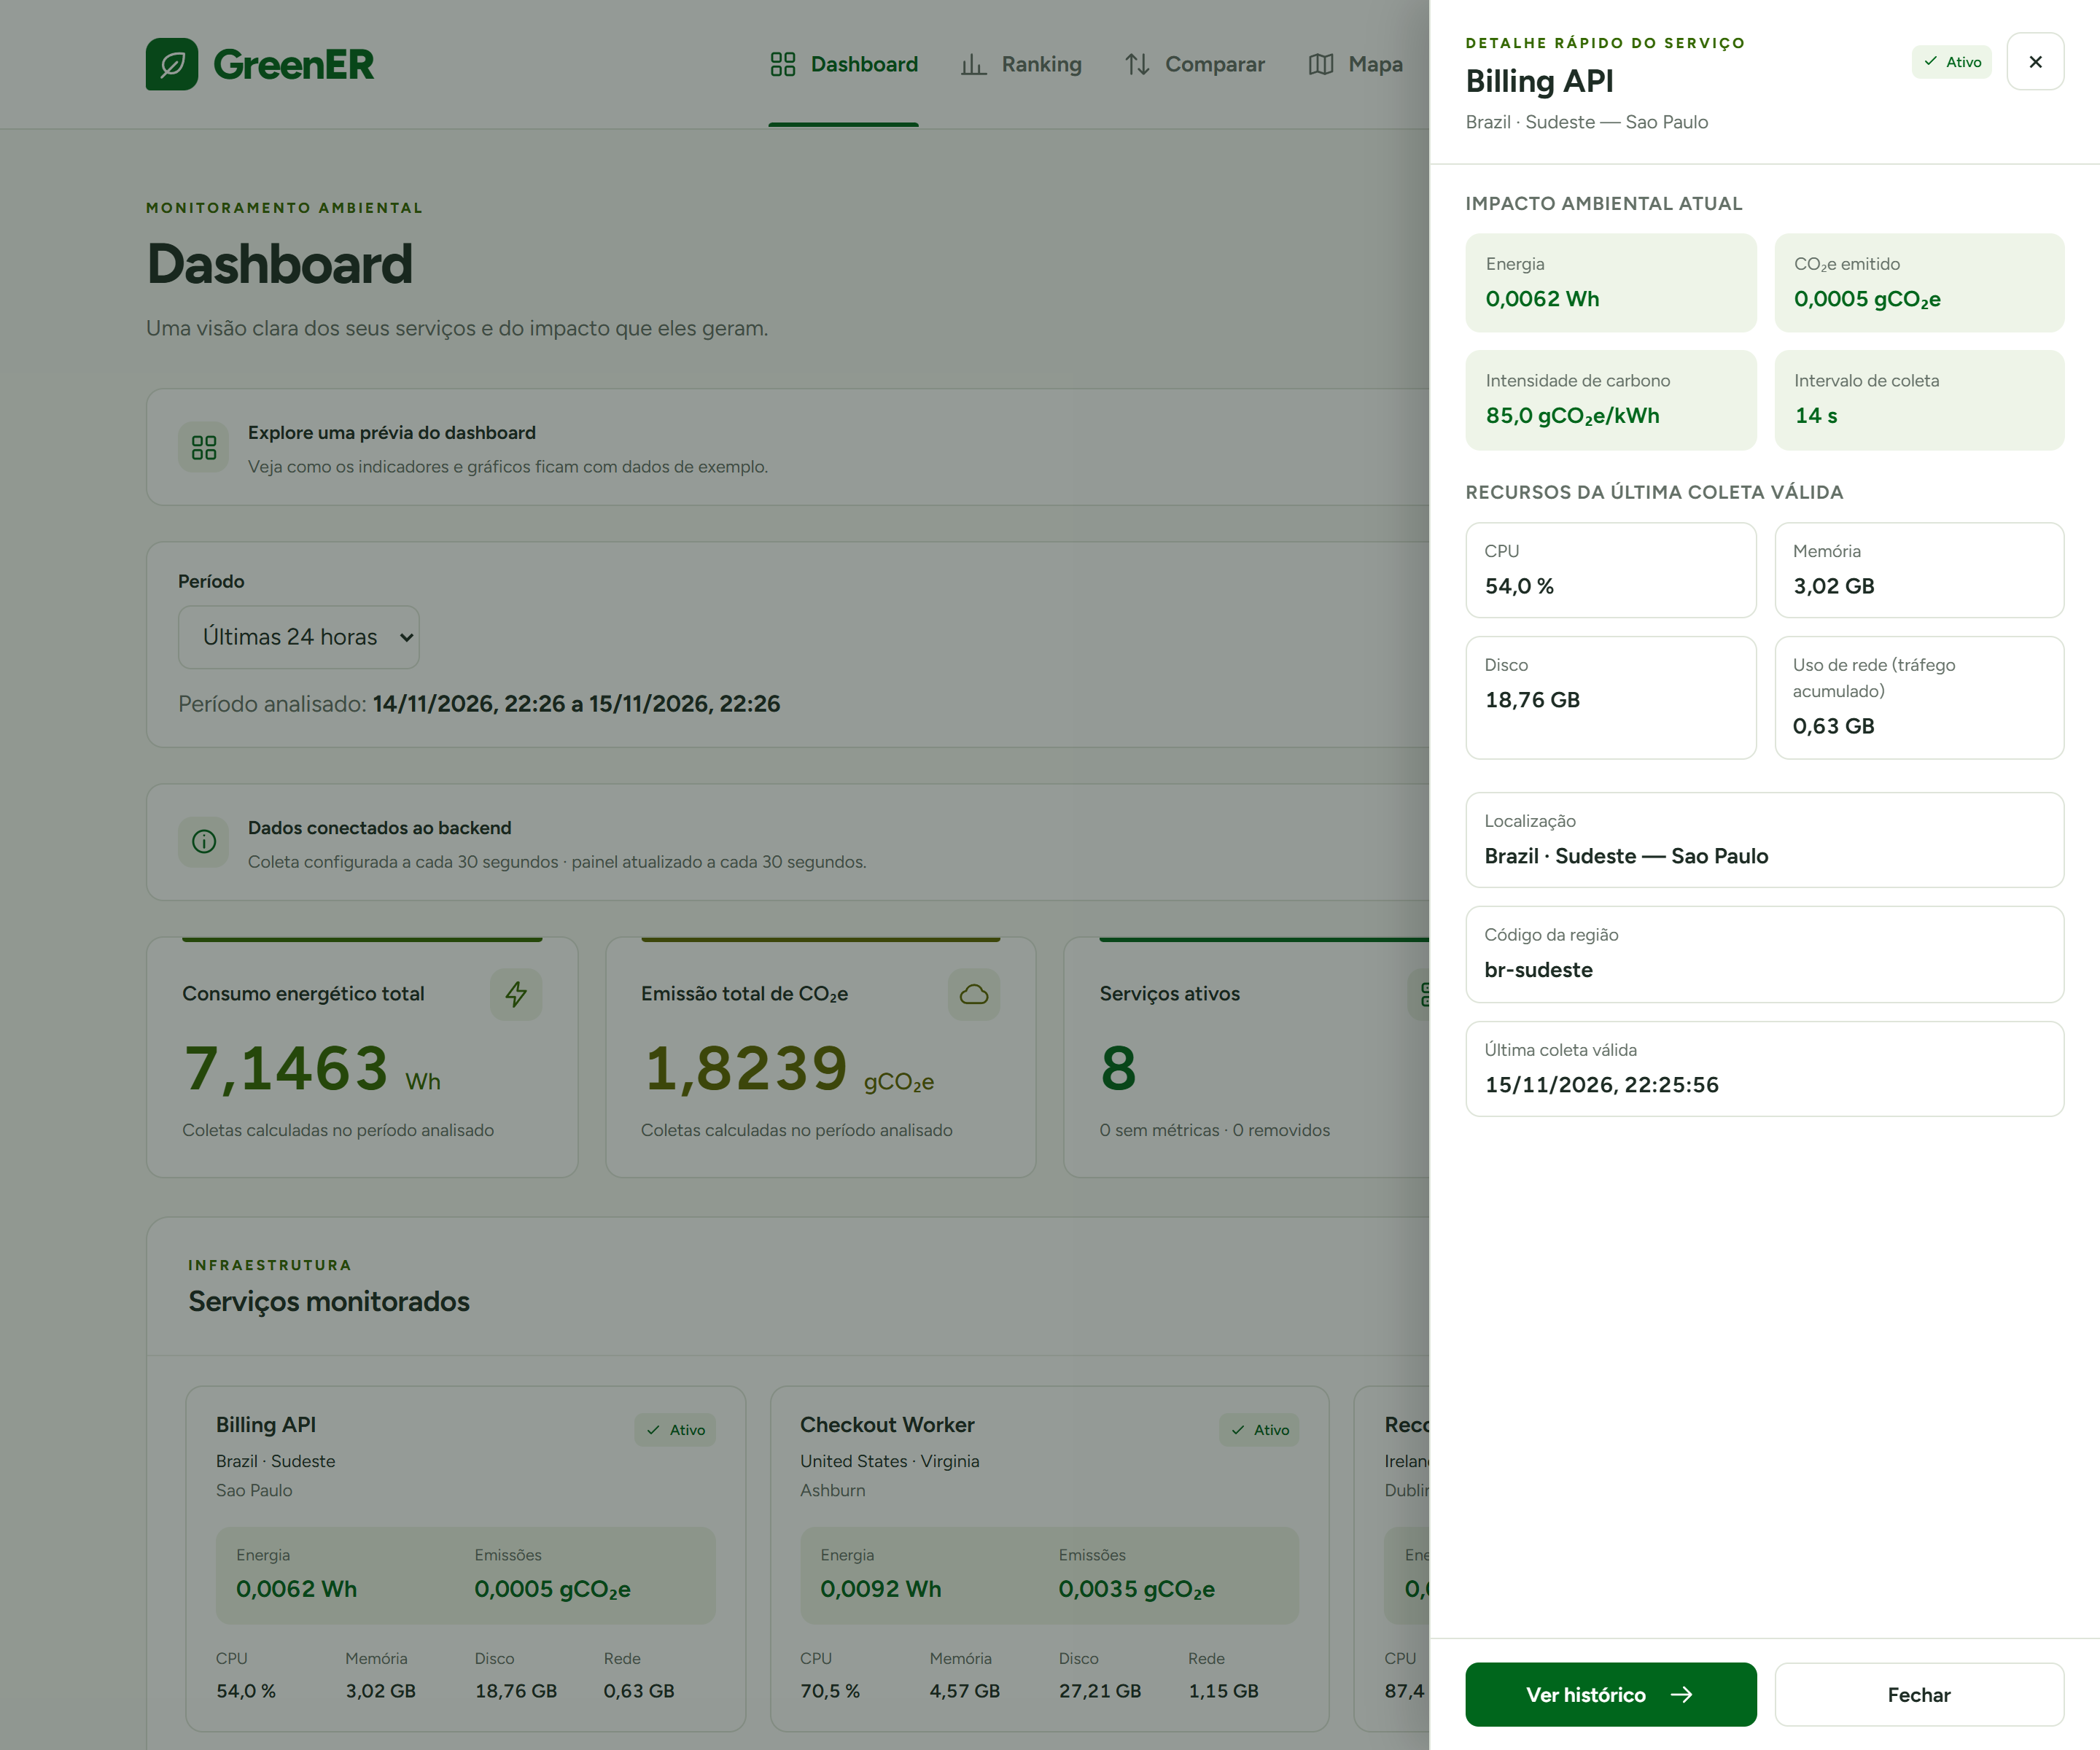 GreenER
Dashboard
Ranking
Comparar
Mapa
MONITORAMENTO AMBIENTAL
Dashboard
Uma visão clara dos seus serviços e do impacto que eles geram.
Explore uma prévia do dashboard
Veja como os indicadores e gráficos ficam com dados de exemplo.
Período
Últimas 24 horas
Período analisado: 14/11/2026, 22:26 a 15/11/2026, 22:26
Dados conectados ao backend
Coleta configurada a cada 30 segundos · painel atualizado a cada 30 segundos.
Consumo energético total
7,1463 Wh
Coletas calculadas no período analisado
Emissão total de CO₂e
1,8239 gCO₂e
Coletas calculadas no período analisado
Serviços ativos
8
0 sem métricas · 0 removidos
INFRAESTRUTURA
Serviços monitorados
Billing API
Ativo
Brazil · Sudeste
Sao Paulo
Energia
0,0062 Wh
Emissões
0,0005 gCO₂e
CPU
54,0 %
Memória
3,02 GB
Disco
18,76 GB
Rede
0,63 GB
Checkout Worker
Ativo
United States · Virginia
Ashburn
Energia
0,0092 Wh
Emissões
0,0035 gCO₂e
CPU
70,5 %
Memória
4,57 GB
Disco
27,21 GB
Rede
1,15 GB
CPU
87,4
DETALHE RÁPIDO DO SERVIÇO
Billing API
Brazil · Sudeste — Sao Paulo
Ativo
IMPACTO AMBIENTAL ATUAL
Energia
0,0062 Wh
CO₂e emitido
0,0005 gCO₂e
Intensidade de carbono
85,0 gCO₂e/kWh
Intervalo de coleta
14 s
RECURSOS DA ÚLTIMA COLETA VÁLIDA
CPU
54,0 %
Memória
3,02 GB
Disco
18,76 GB
Uso de rede (tráfego
acumulado)
0,63 GB
Localização
Brazil · Sudeste — Sao Paulo
Código da região
br-sudeste
Última coleta válida
15/11/2026, 22:25:56
Ver histórico
Fechar